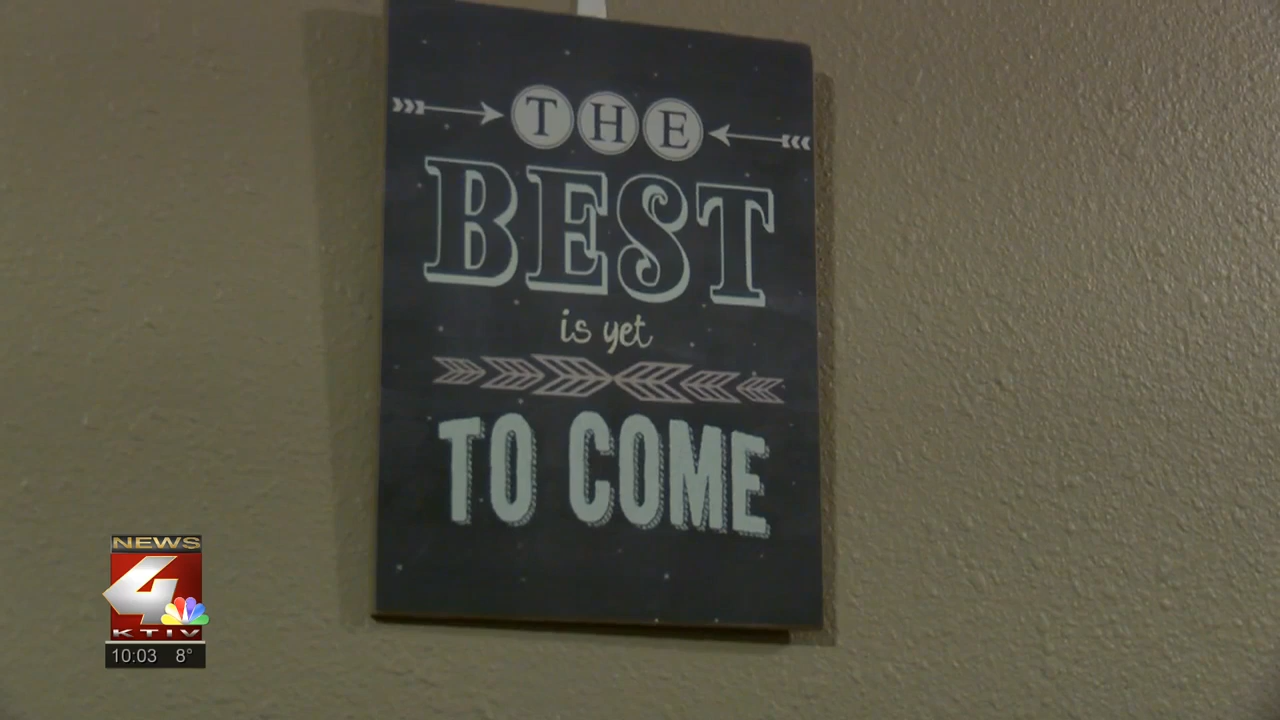 THE
BEST
is yet
TO COME
NEWS
4
KTIV
10:03 8°